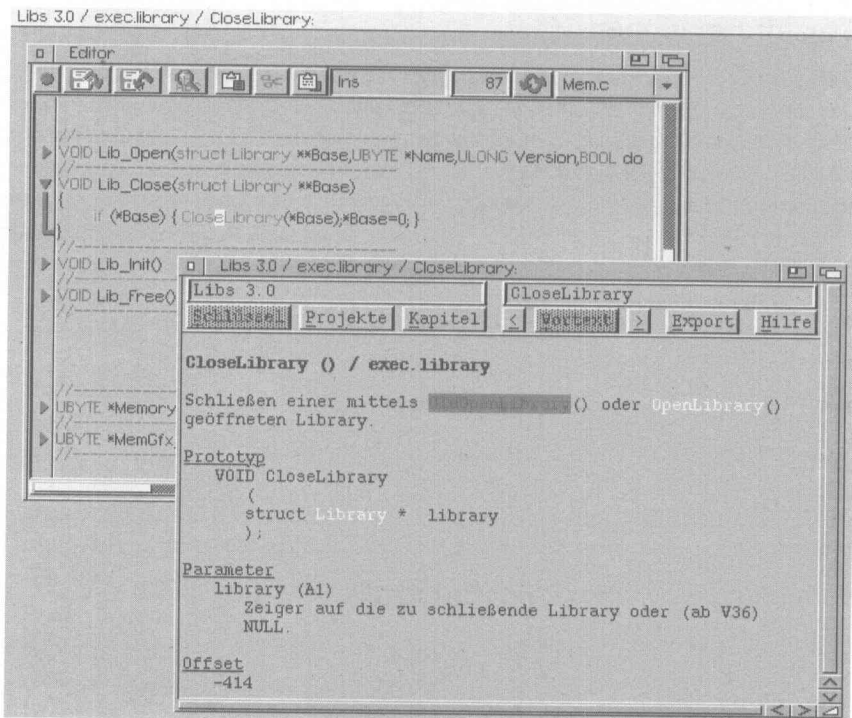 Libs 3.0 / exec.library / CloseLibrary:
Editor
Ins
87
Mem.c
//----------------------------------------
VOID Lib_Open(struct Library **Base,UBYTE *Name,ULONG Version,BOOL do
//----------------------------------------
VOID Lib_Close(struct Library **Base)
{
if (*Base) { CloseLibrary(*Base);*Base=0; }
}
//----------------------------------------
VOID Lib_Init()
//----------------------------------------
VOID Lib_Free()
//----------------------------------------
//----------------------------------------
UBYTE *Memory
//----------------------------------------
UBYTE *MemGfx
//----------------------------------------
Libs 3.0 / exec.library / CloseLibrary:
Libs 3.0
CloseLibrary
Schlüssel Projekte Kapitel < Vortext > Export Hilfe
CloseLibrary () / exec.library
Schließen einer mittels OldOpenLibrary() oder OpenLibrary()
geöffneten Library.
Prototyp
VOID CloseLibrary
(
struct Library * library
);
Parameter
library (A1)
Zeiger auf die zu schließende Library oder (ab V36)
NULL.
Offset
-414